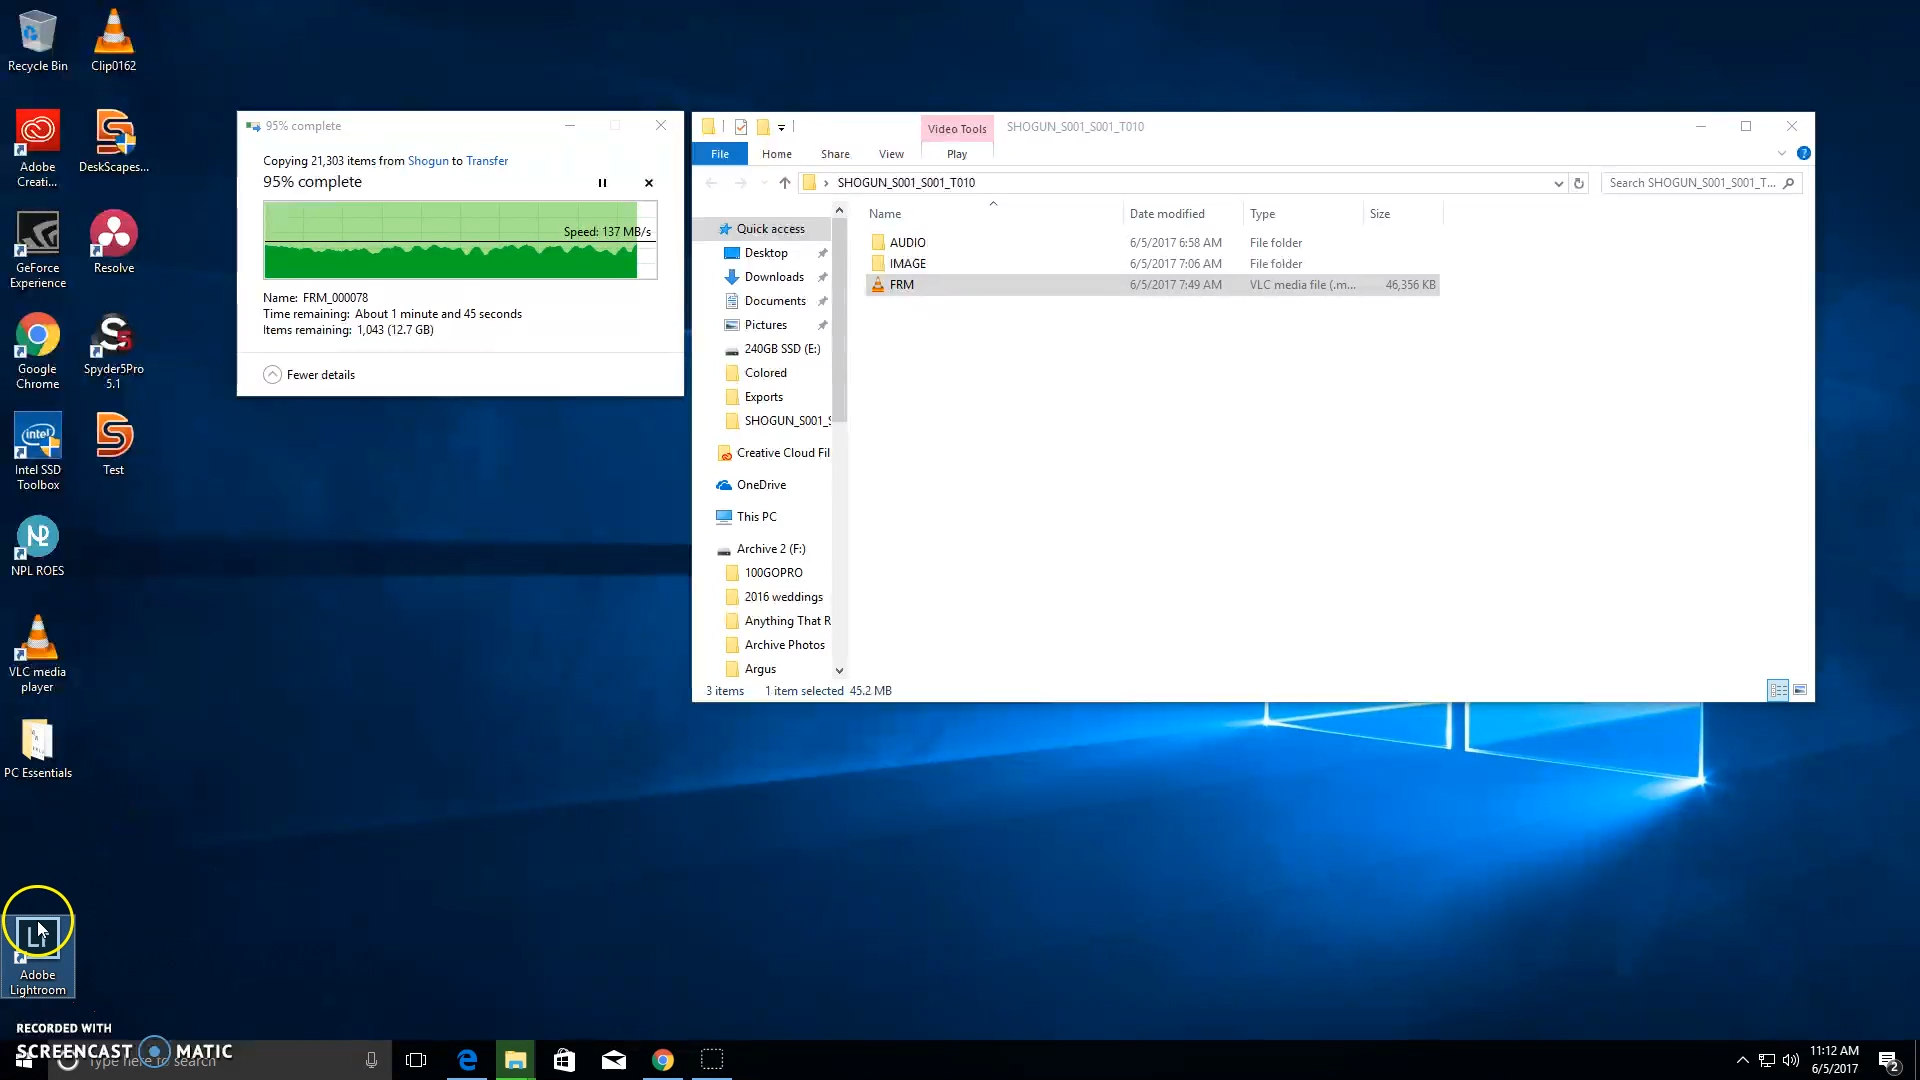 Recycle Bin
Clip0162
Adobe
Creati...
DeskScapes...
GeForce
Experience
Resolve
Google
Chrome
Spyder5Pro
5.1
intel
Intel SSD
Toolbox
Test
NPL ROES
VLC media
player
PC Essentials
Lr
Adobe
Lightroom
95% complete
Copying 21,303 items from Shogun to Transfer
95% complete
Speed: 137 MB/s
Name: FRM_000078
Time remaining: About 1 minute and 45 seconds
Items remaining: 1,043 (12.7 GB)
Fewer details
Video Tools
SHOGUN_S001_S001_T010
File
Home
Share
View
Play
SHOGUN_S001_S001_T010
Search SHOGUN_S001_S001_T...
Name
Date modified
Type
Size
AUDIO
6/5/2017 6:58 AM
File folder
IMAGE
6/5/2017 7:06 AM
File folder
FRM
6/5/2017 7:49 AM
VLC media file (.m...
46,356 KB
Quick access
Desktop
Downloads
Documents
Pictures
240GB SSD (E:)
Colored
Exports
SHOGUN_S001_S
Creative Cloud Fil
OneDrive
This PC
Archive 2 (F:)
100GOPRO
2016 weddings
Anything That R
Archive Photos
Argus
3 items
1 item selected 45.2 MB
RECORDED WITH
SCREENCAST MATIC
Type here to search
11:12 AM
6/5/2017
2